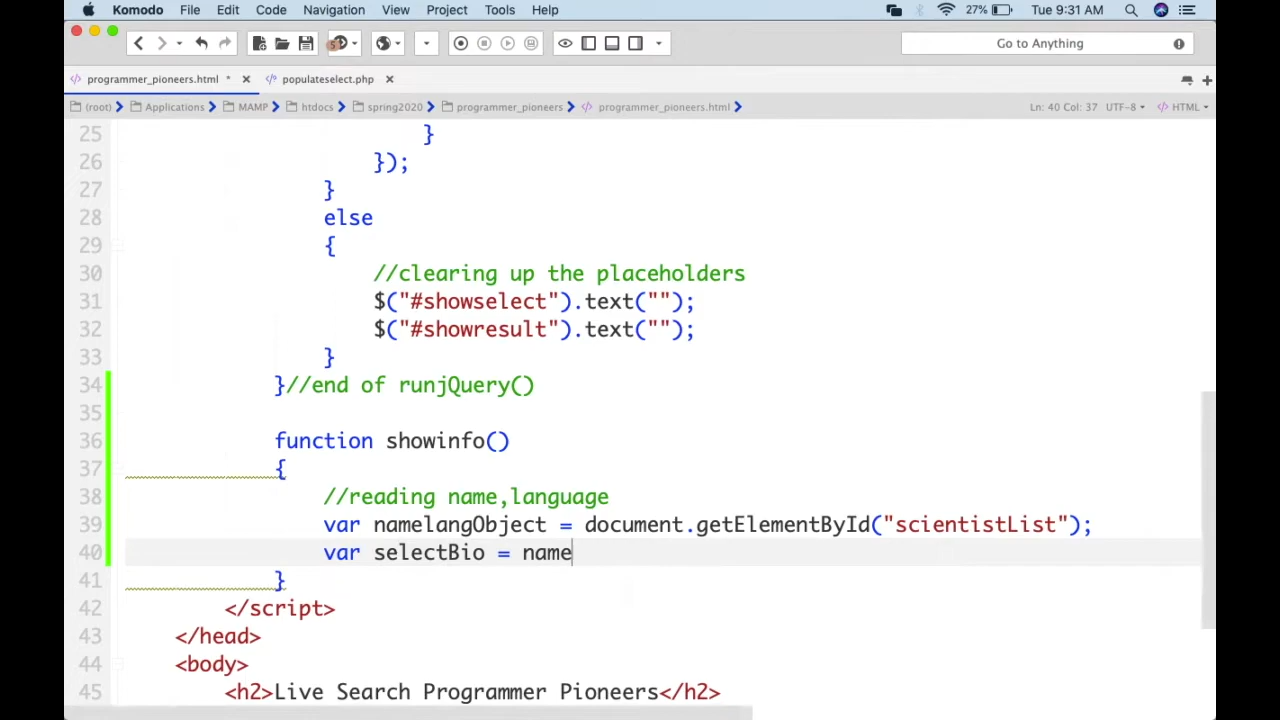 Komodo File Edit Code Navigation View Project Tools Help 27% Tue 9:31 AM
5 Go to Anything
programmer_pioneers.html * populateselect.php
(root) Applications MAMP htdocs spring2020 programmer_pioneers programmer_pioneers.html Ln: 40 Col: 37 UTF-8 HTML
25 }
26 });
27 }
28 else
29 {
30 //clearing up the placeholders
31 $("#showselect").text("");
32 $("#showresult").text("");
33 }
34 }//end of runjQuery()
35
36 function showinfo()
37 {
38 //reading name,language
39 var namelangObject = document.getElementById("scientistList");
40 var selectBio = name
41 }
42 </script>
43 </head>
44 <body>
45 <h2>Live Search Programmer Pioneers</h2>